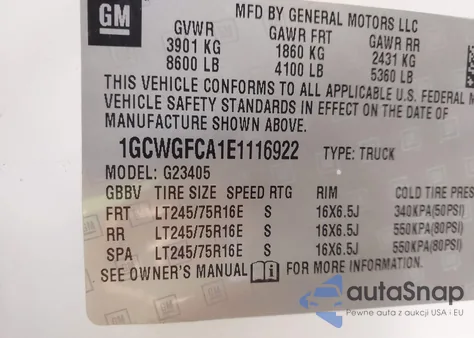 GM
MFD BY GENERAL MOTORS LLC
GVWR GAWR FRT GAWR RR
3901 KG 1860 KG 2431 KG
8600 LB 4100 LB 5360 LB
THIS VEHICLE CONFORMS TO ALL APPLICABLE U.S. FEDERAL
VEHICLE SAFETY STANDARDS IN EFFECT ON THE DATE OF
MANUFACTURE SHOWN ABOVE.
1GCWGFCA1E1116922 TYPE: TRUCK
MODEL: G23405
GBBV TIRE SIZE SPEED RTG RIM COLD TIRE
FRT LT245/75R16E S 16X6.5J 340KPA(50PSI)
RR LT245/75R16E S 16X6.5J 550KPA(80PSI)
SPA LT245/75R16E S 16X6.5J 550KPA(80PSI)
SEE OWNER'S MANUAL FOR MORE INFORMATION.
autoSnap
Pewne auta z aukcji USA i EU